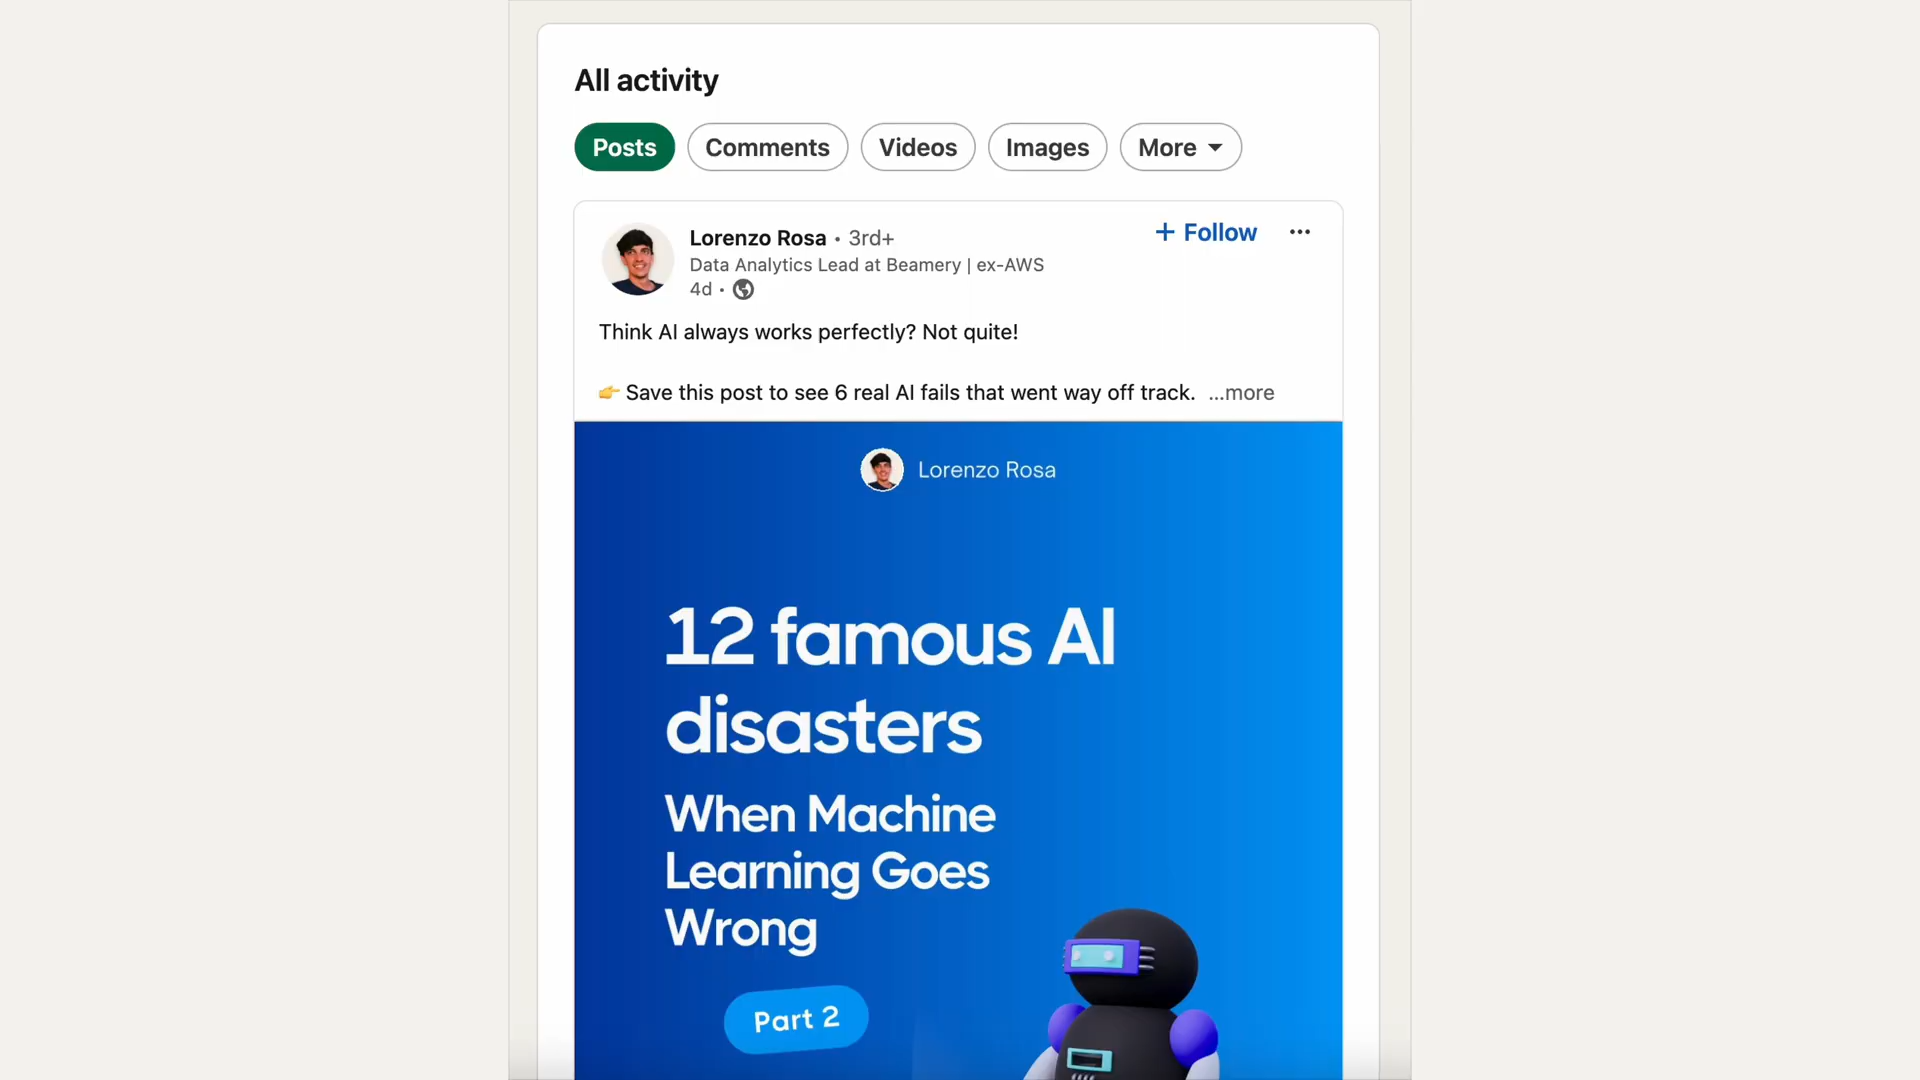 All activity
Posts Comments Videos Images More
Lorenzo Rosa • 3rd+
+ Follow
Data Analytics Lead at Beamery | ex-AWS
4d •
Think AI always works perfectly? Not quite!
👉 Save this post to see 6 real AI fails that went way off track. ...more
Lorenzo Rosa
12 famous AI
disasters
When Machine
Learning Goes
Wrong
Part 2